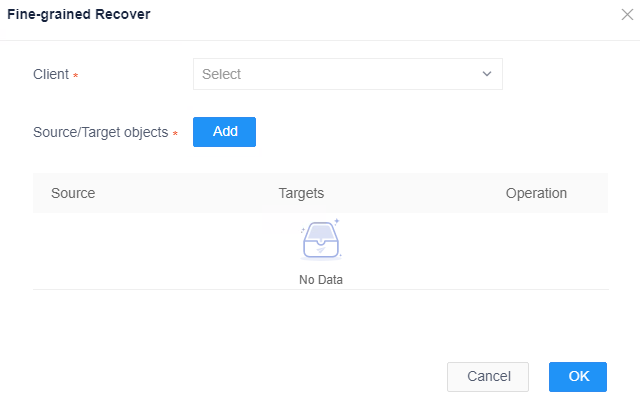 Fine-grained Recover
Client *
Select
Source/Target objects *
Add
Source Targets Operation
No Data
Cancel OK